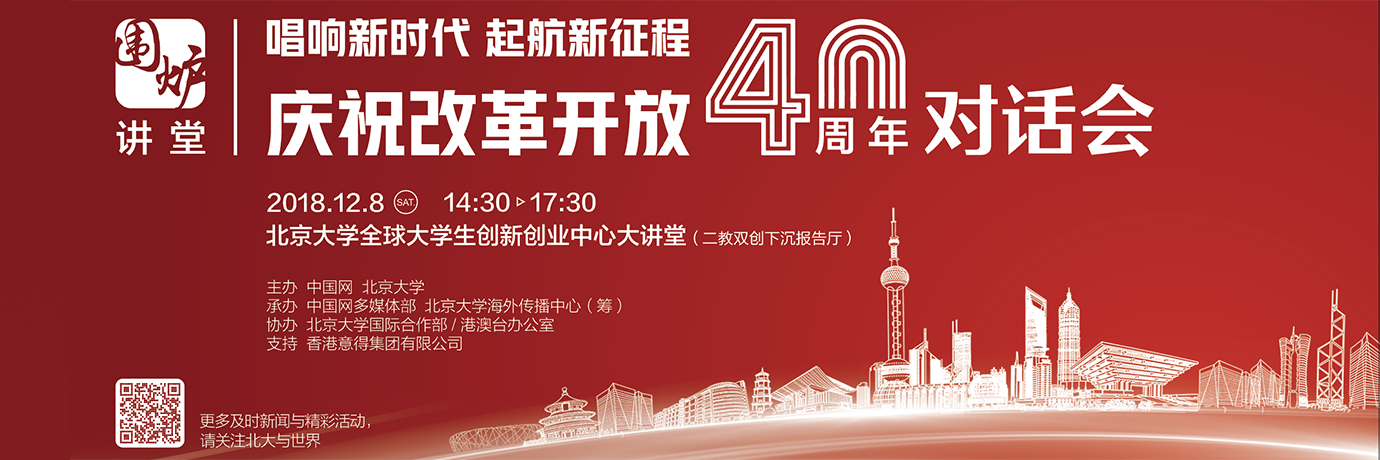 围炉
讲堂
唱响新时代 起航新征程
庆祝改革开放40周年对话会
2018.12.8 SAT. 14:30 ▷ 17:30
北京大学全球大学生创新创业中心大讲堂（二教双创下沉报告厅）
主办 中国网 北京大学
承办 中国网多媒体部 北京大学海外传播中心（筹）
协办 北京大学国际合作部 / 港澳台办公室
支持 香港意得集团有限公司
更多及时新闻与精彩活动，
请关注北大与世界